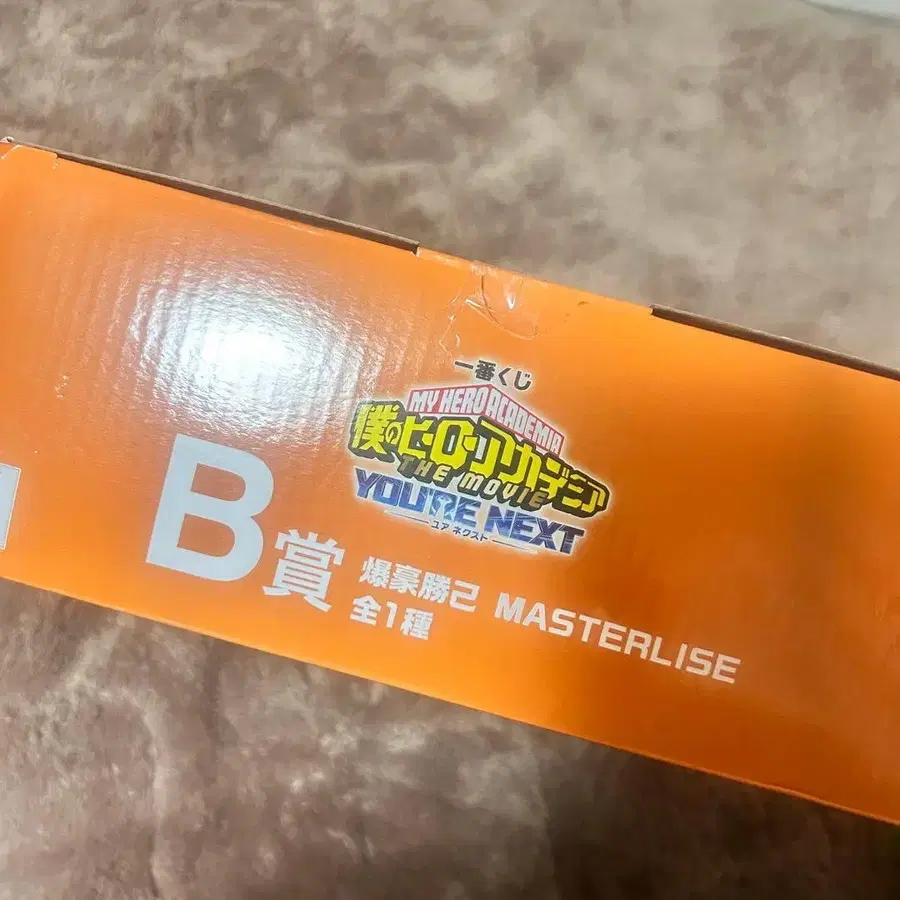 一番くじ
MY HERO ACADEMIA
僕のヒーローアカデミア
THE MOVIE
YOU'RE NEXT
ユア ネクスト
B賞 爆豪勝己 MASTERLISE
全1種